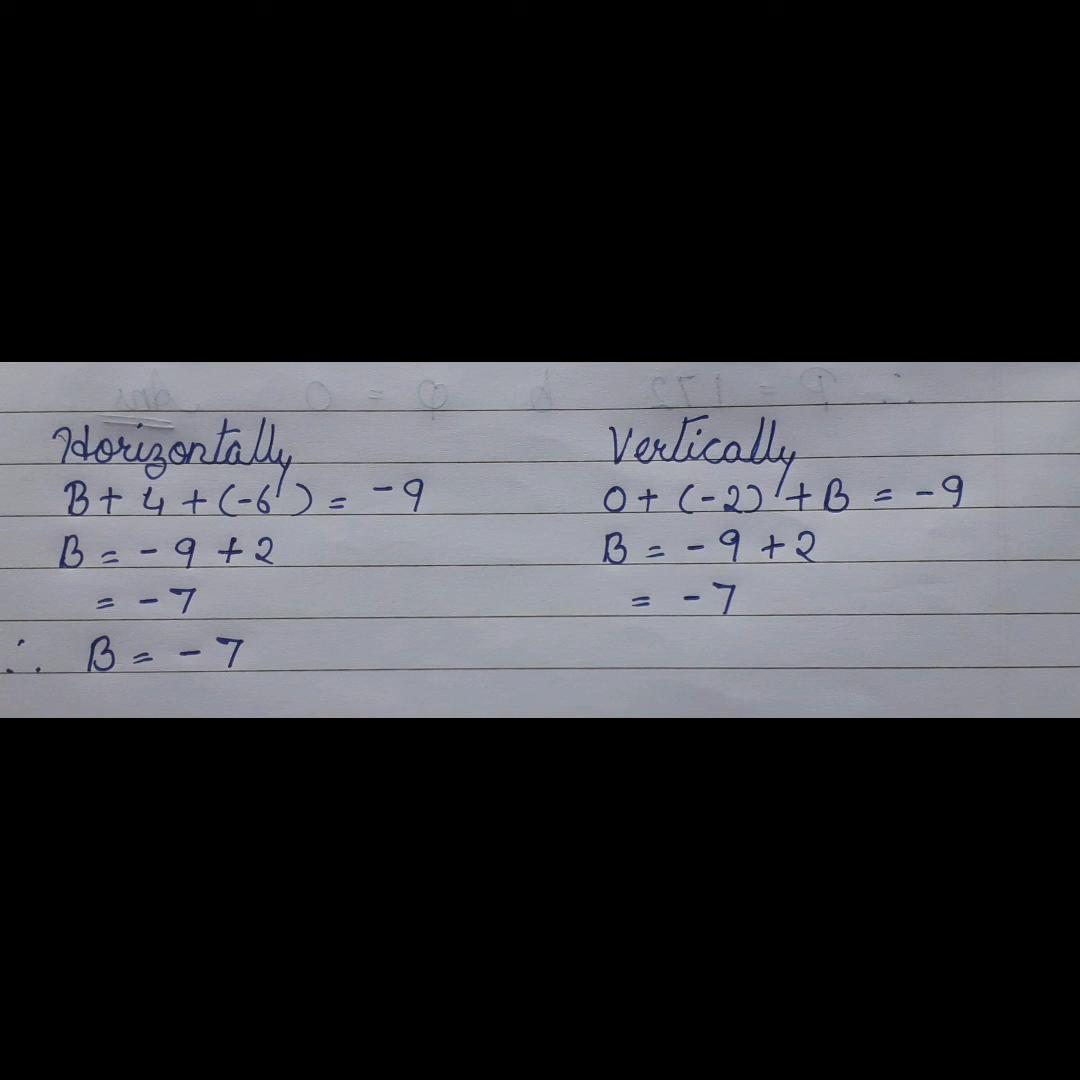 Horizontally
B + 4 + (-6) = -9
B = -9 + 2
= -7
∴ B = -7
Vertically
0 + (-2) + B = -9
B = -9 + 2
= -7